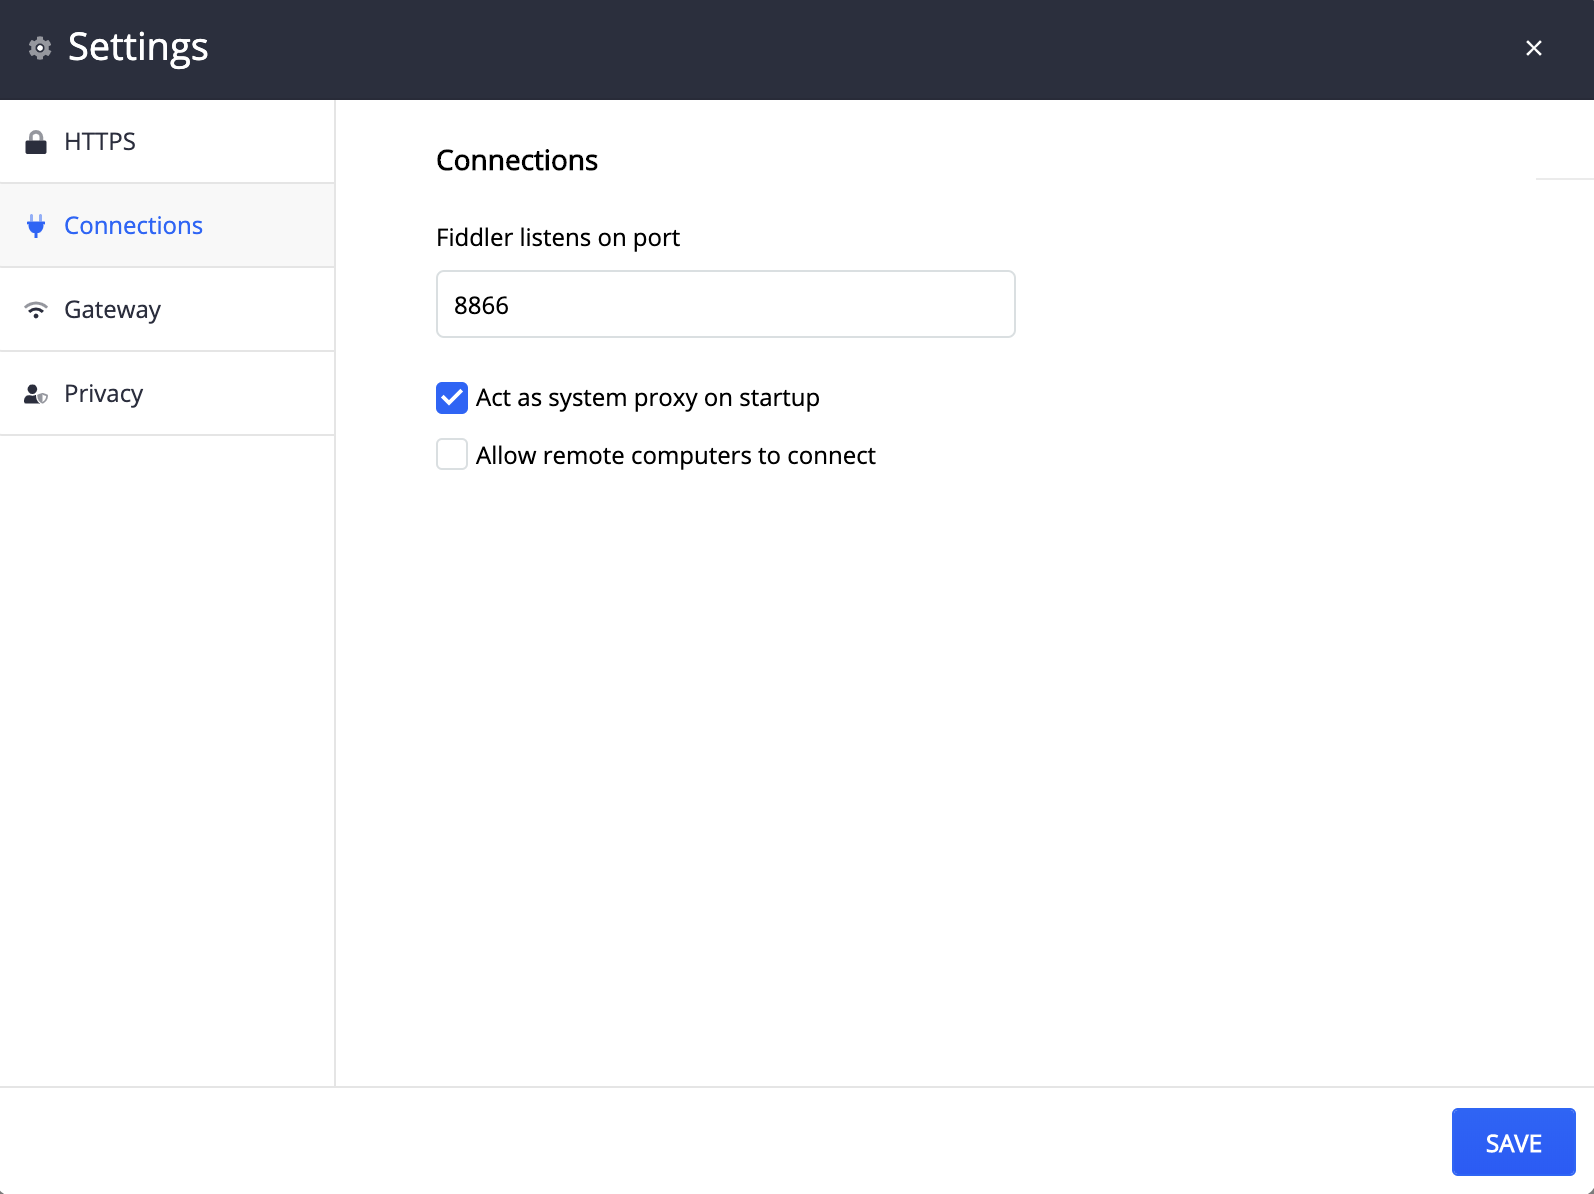 Settings
HTTPS
Connections
Gateway
Privacy
Connections
Fiddler listens on port
8866
Act as system proxy on startup
Allow remote computers to connect
SAVE